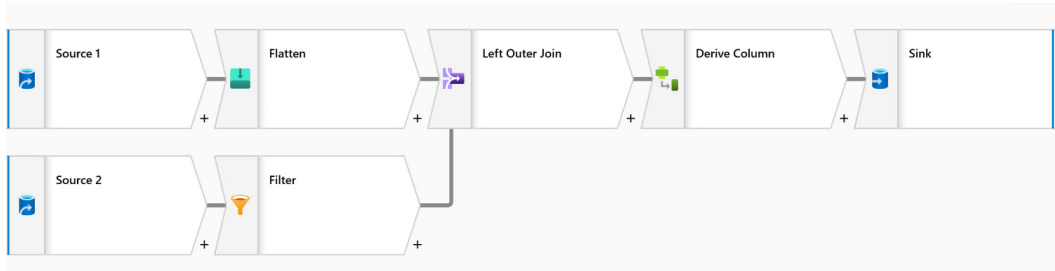 Source 1
Flatten
Left Outer Join
Derive Column
Sink
+
+
+
+
Source 2
Filter
+
+